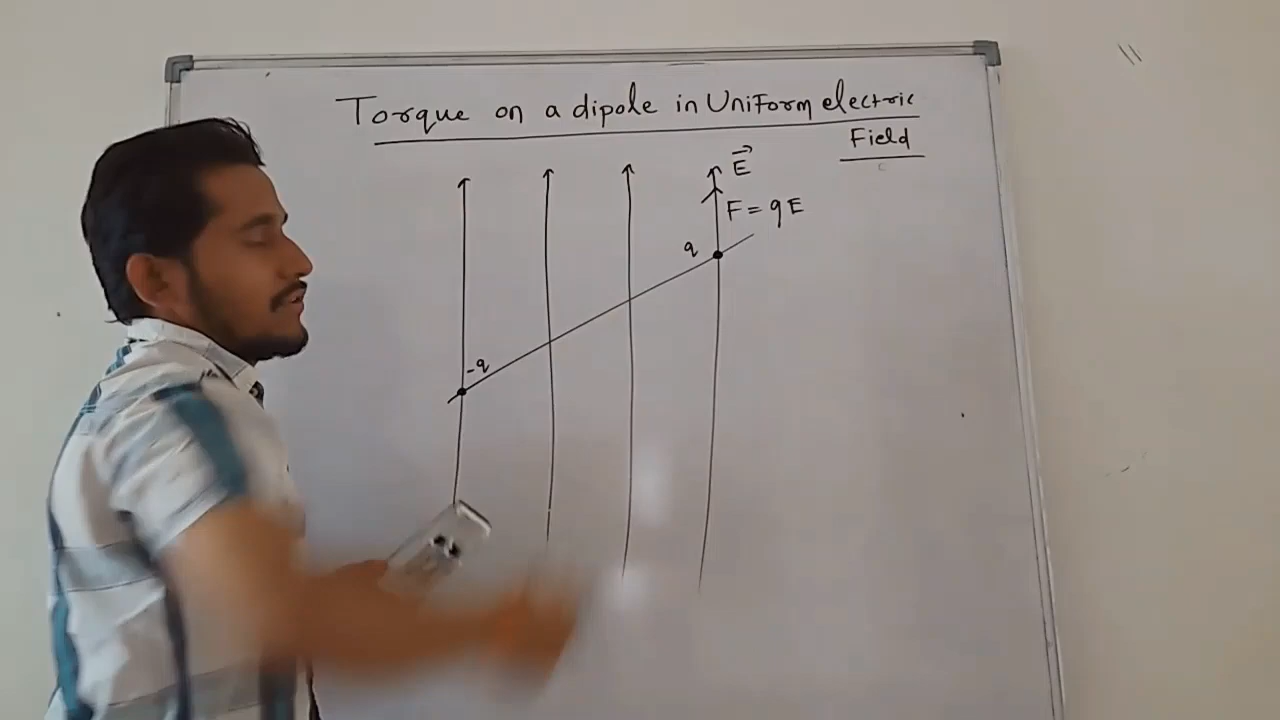 Torque on a dipole in Uniform electric
Field
E
F = qE
q
-q